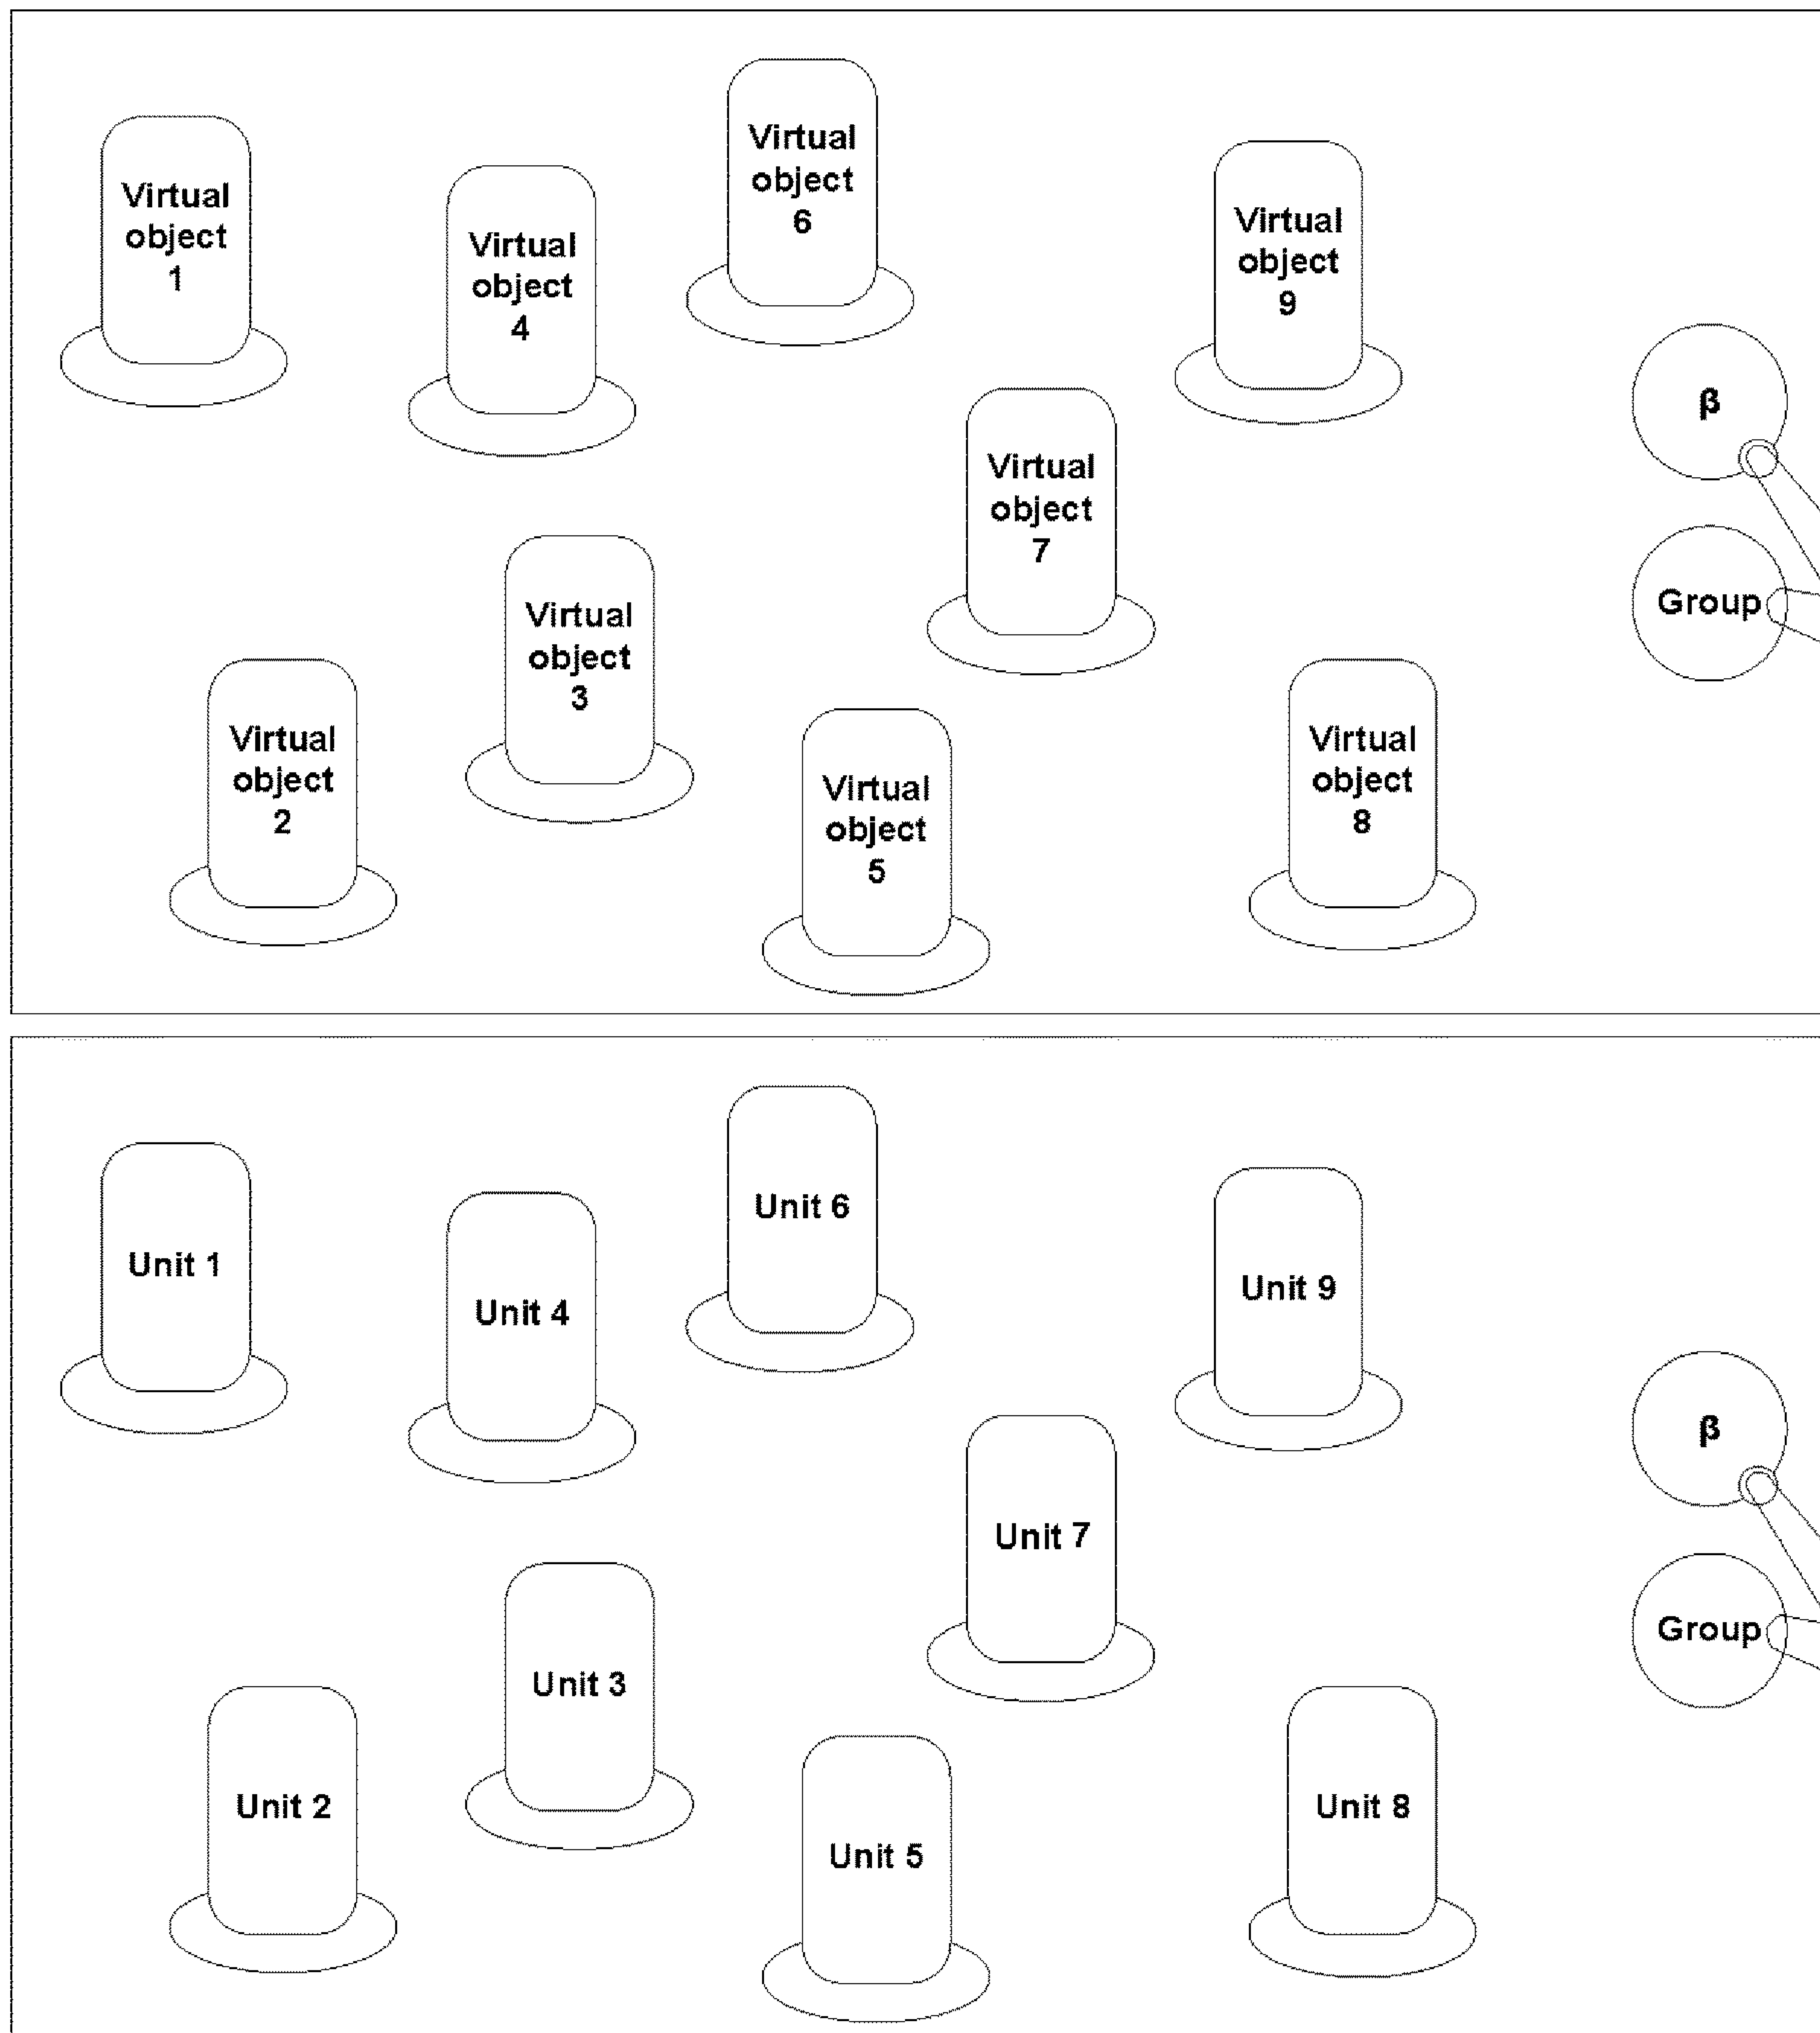 Virtual
object
1
Virtual
object
4
Virtual
object
6
Virtual
object
9
β
Virtual
object
7
Group
Virtual
object
3
Virtual
object
2
Virtual
object
5
Virtual
object
8
Unit 1
Unit 4
Unit 6
Unit 9
β
Unit 7
Group
Unit 3
Unit 2
Unit 5
Unit 8